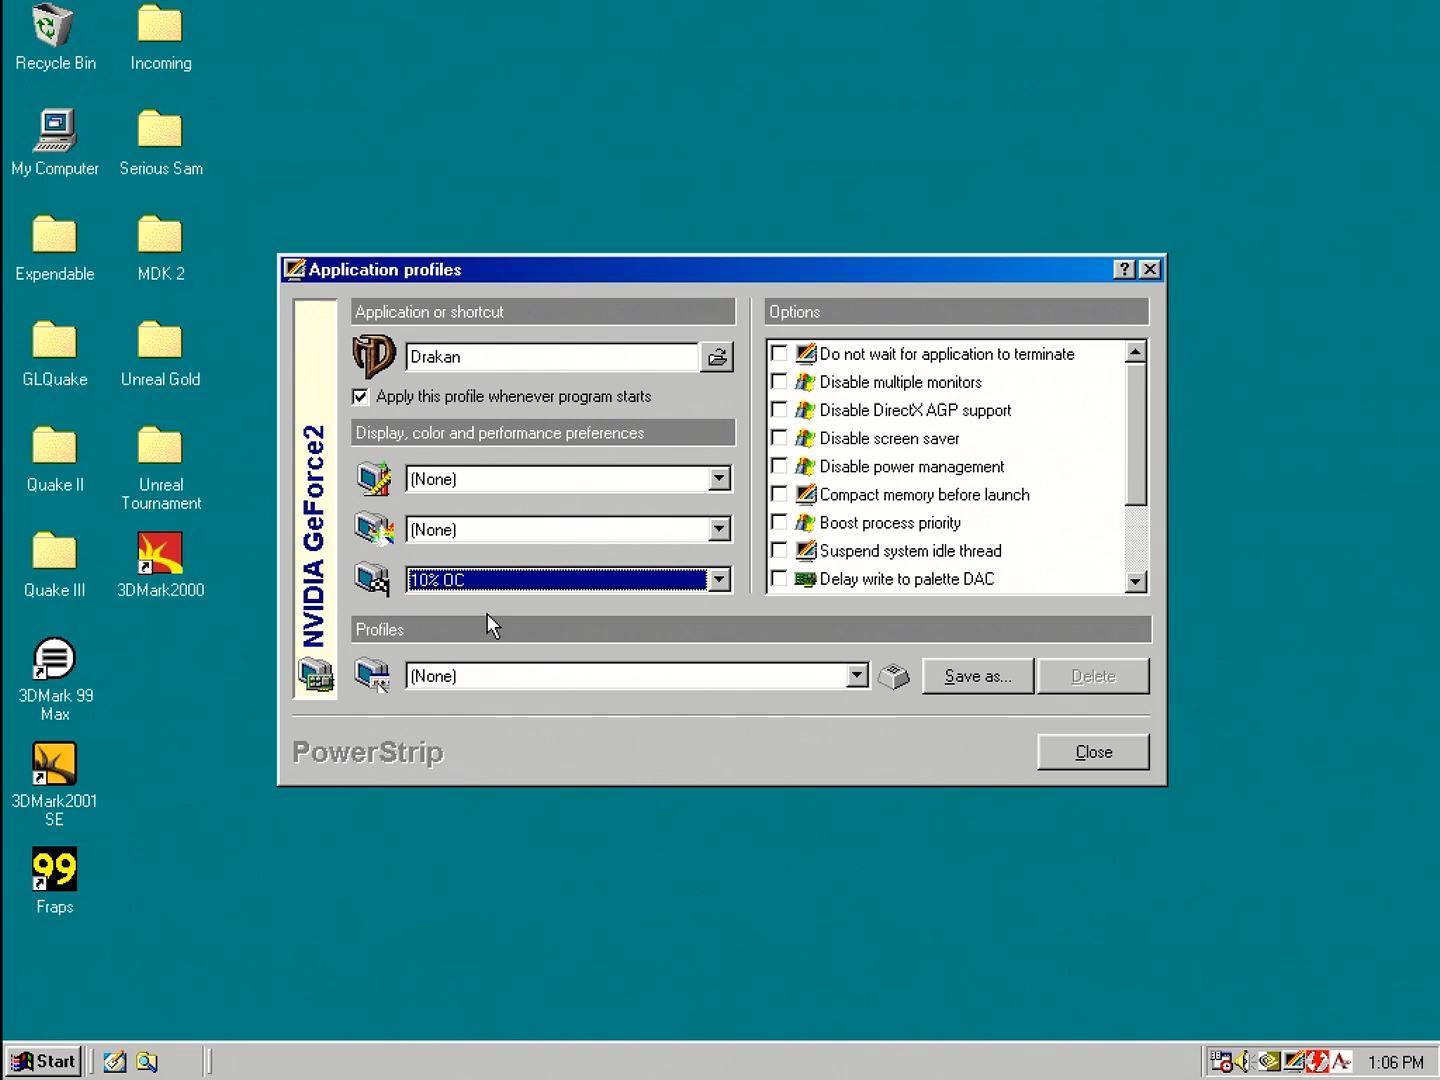 Recycle Bin
Incoming
My Computer
Serious Sam
Expendable
MDK 2
GLQuake
Unreal Gold
Quake II
Unreal
Tournament
Quake III
3DMark2000
3DMark 99
Max
3DMark2001
SE
99
Fraps
Application profiles
NVIDIA GeForce2
Application or shortcut
Drakan
Apply this profile whenever program starts
Display, color and performance preferences
(None)
(None)
10% OC
Options
Do not wait for application to terminate
Disable multiple monitors
Disable DirectX AGP support
Disable screen saver
Disable power management
Compact memory before launch
Boost process priority
Suspend system idle thread
Delay write to palette DAC
Profiles
(None)
Save as...
Delete
PowerStrip
Close
Start
1:06 PM